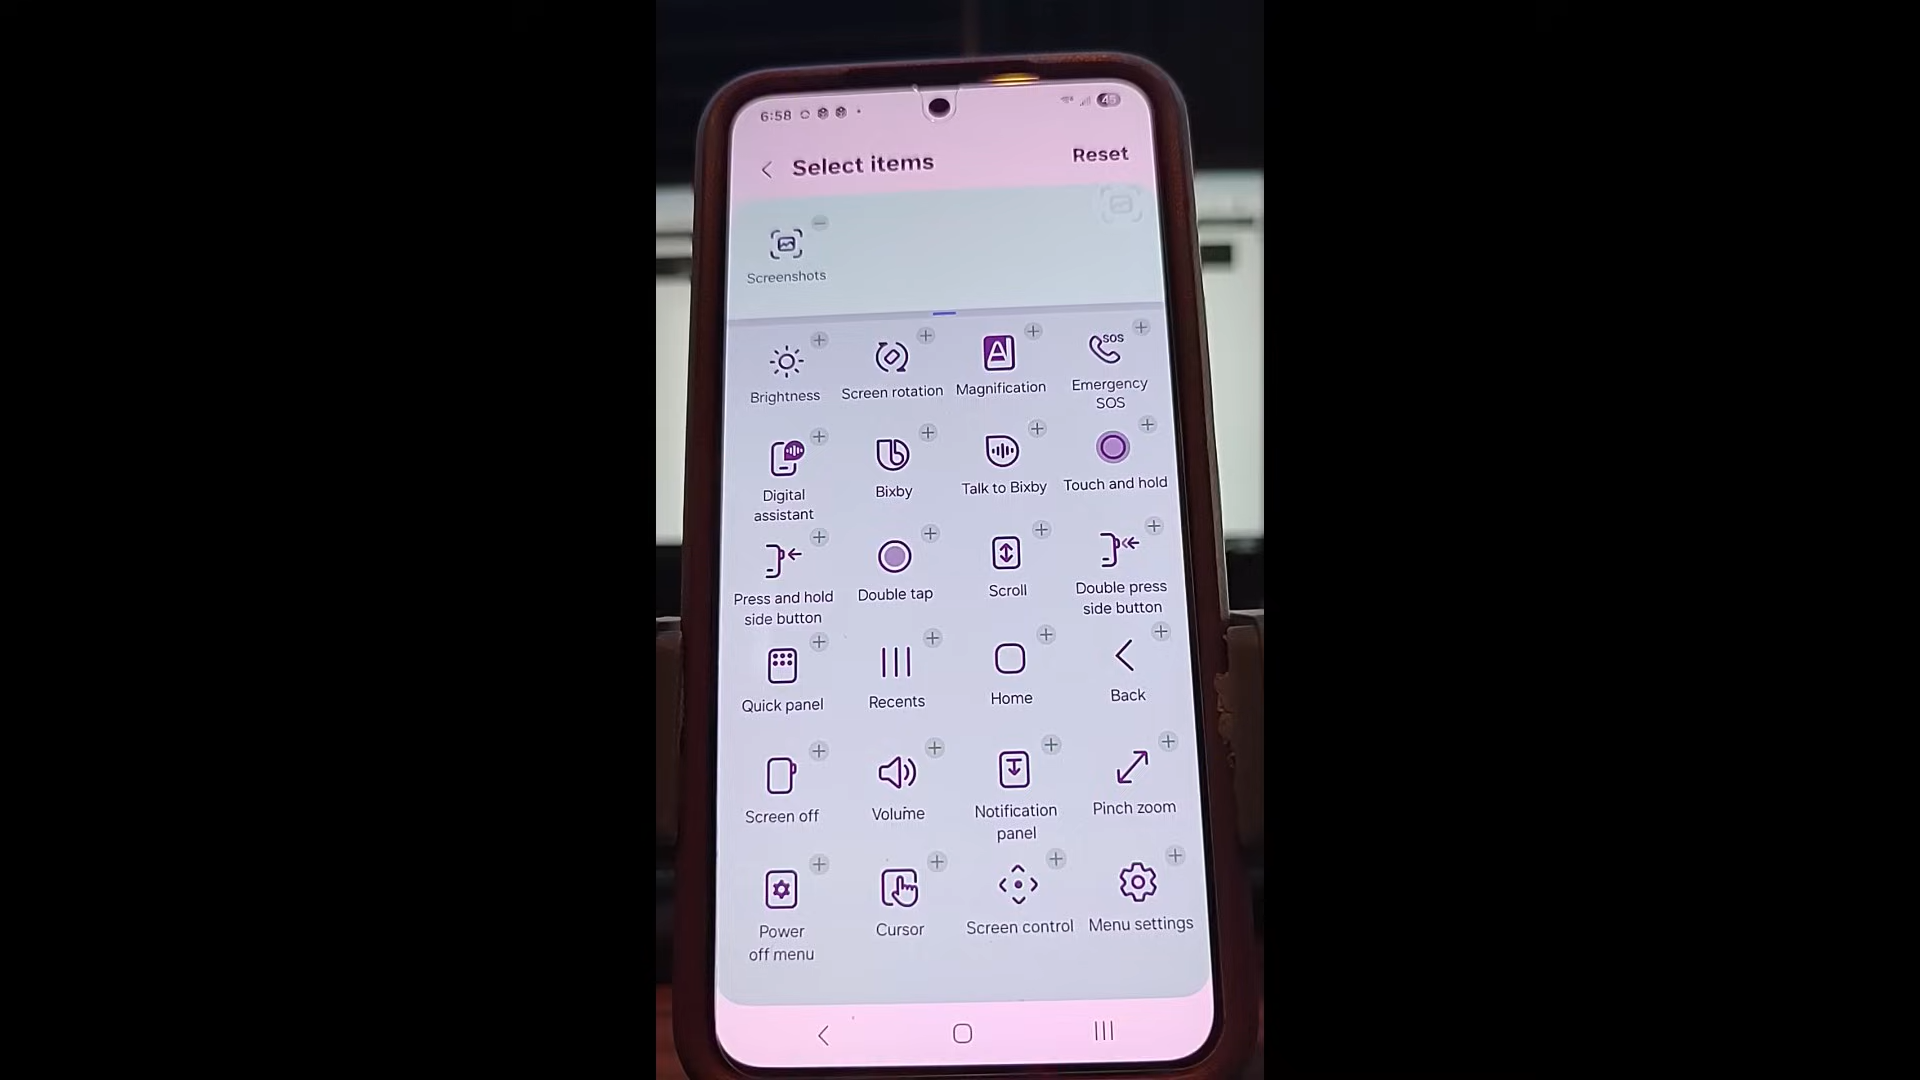 6:58
45
Select items
Reset
Screenshots
Brightness
Screen rotation
Magnification
SOS
Emergency
SOS
Digital
assistant
Bixby
Talk to Bixby
Touch and hold
Press and hold
side button
Double tap
Scroll
Double press
side button
Quick panel
Recents
Home
Back
Screen off
Volume
Notification
panel
Pinch zoom
Power
off menu
Cursor
Screen control
Menu settings